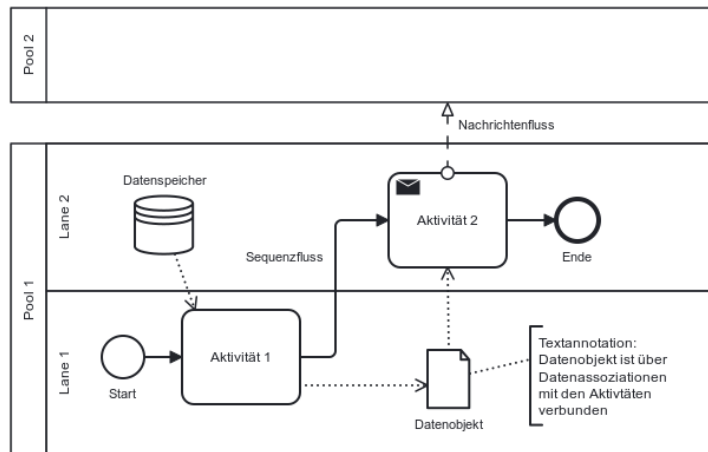 Pool 2
Nachrichtenfluss
Pool 1
Lane 2
Datenspeicher
Aktivität 2
Sequenzfluss
Ende
Lane 1
Aktivität 1
Start
Datenobjekt
Textannotation:
Datenobjekt ist über
Datenassoziationen
mit den Aktivtäten
verbunden